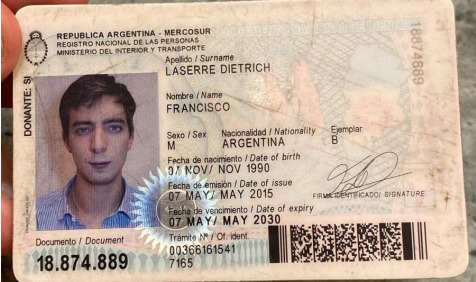 REPUBLICA ARGENTINA - MERCOSUR
REGISTRO NACIONAL DE LAS PERSONAS
MINISTERIO DEL INTERIOR Y TRANSPORTE
18874889
Apellido / Surname
LASERRE DIETRICH
Nombre / Name
FRANCISCO
DONANTE: SI
Sexo / Sex Nacionalidad / Nationality Ejemplar
M ARGENTINA B
Fecha de nacimiento / Date of birth
NOV/ NOV 1990
Fecha de emisión / Date of issue
07 MAY/ MAY 2015
FIRMA IDENTIFICADO/ SIGNATURE
Fecha de vencimiento / Date of expiry
07 MAY/ MAY 2030
Documento / Document
18.874.889
Trámite Nº / Of. ident.
00366161541
7165